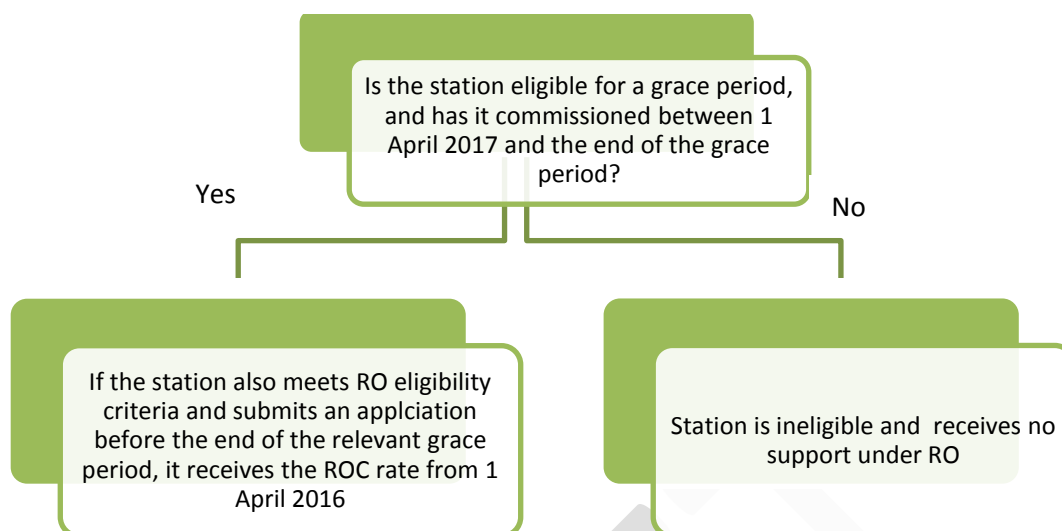 Is the station eligible for a grace period,
and has it commissioned between 1
April 2017 and the end of the grace
period?
Yes
No
If the station also meets RO eligibility
criteria and submits an applciation
before the end of the relevant grace
period, it receives the ROC rate from 1
April 2016
Station is ineligible and  receives no
support under RO